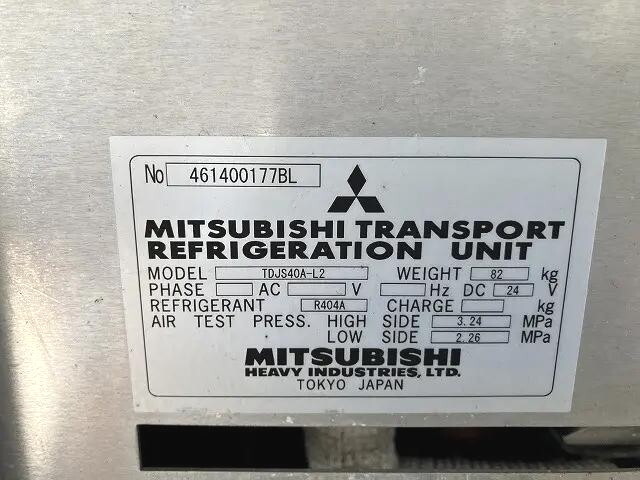 No 461400177BL
MITSUBISHI TRANSPORT
REFRIGERATION UNIT
MODEL TDJS40A-L2 WEIGHT 82 kg
PHASE AC V Hz DC 24 V
REFRIGERANT R404A CHARGE kg
AIR TEST PRESS. HIGH SIDE 3.24 MPa
LOW SIDE 2.26 MPa
MITSUBISHI
HEAVY INDUSTRIES, LTD.
TOKYO JAPAN